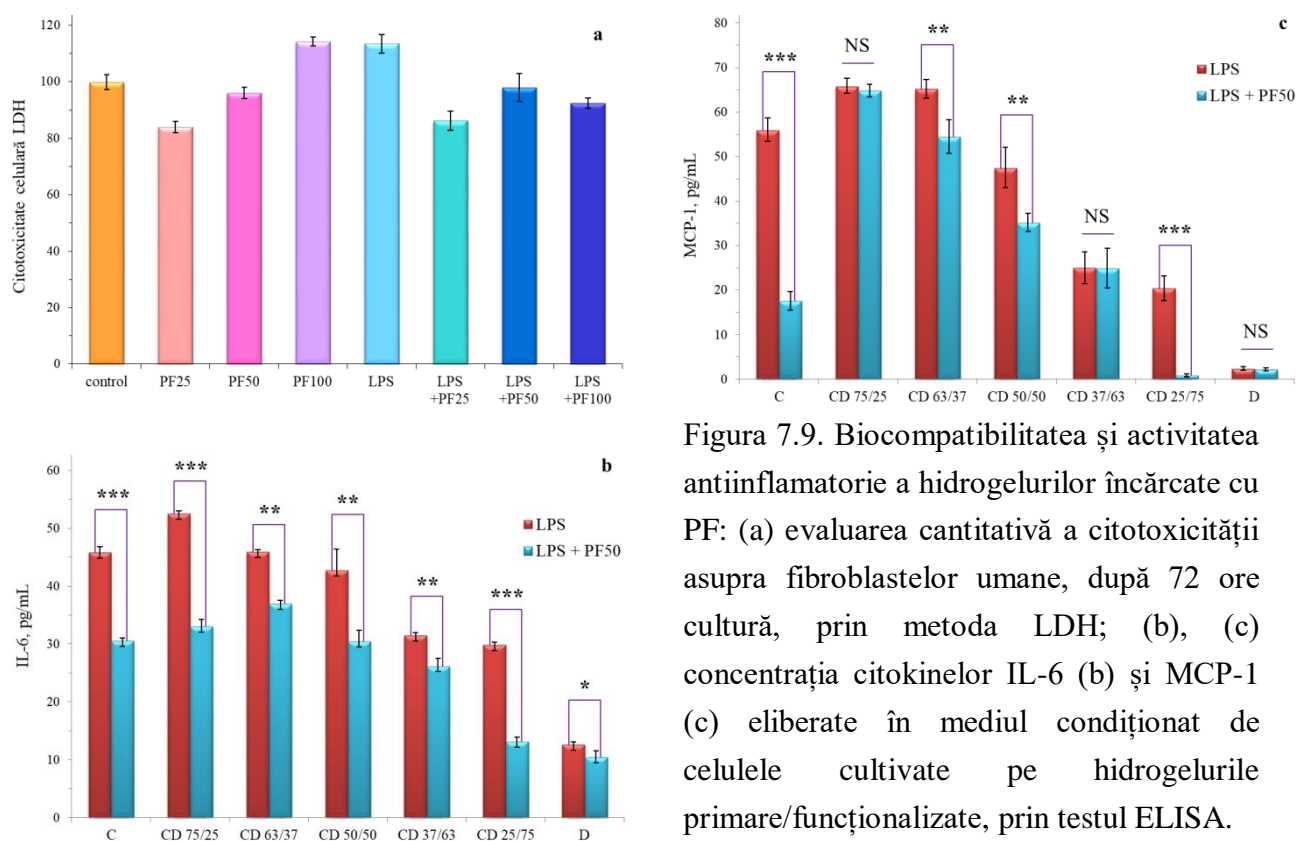 a
Citotoxicitate celulară LDH
120
100
80
60
40
20
0
control PF25 PF50 PF100 LPS LPS +PF25 LPS +PF50 LPS +PF100
c
MCP-1, pg/mL
80
70
60
50
40
30
20
10
0
*** NS ** ** NS *** NS
LPS
LPS + PF50
C CD 75/25 CD 63/37 CD 50/50 CD 37/63 CD 25/75 D
b
IL-6, pg/mL
60
50
40
30
20
10
0
*** *** ** ** ** *** *
LPS
LPS + PF50
C CD 75/25 CD 63/37 CD 50/50 CD 37/63 CD 25/75 D
Figura 7.9. Biocompatibilitatea și activitatea
antiinflamatorie a hidrogelurilor încărcate cu
PF: (a) evaluarea cantitativă a citotoxicității
asupra fibroblastelor umane, după 72 ore
cultură, prin metoda LDH; (b), (c)
concentrația citokinelor IL-6 (b) și MCP-1
(c) eliberate în mediul condiționat de
celulele cultivate pe hidrogelurile
primare/funcționalizate, prin testul ELISA.